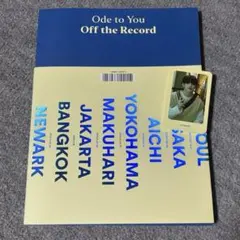 Ode to You
Off the Record
OUL
SAKA
AICHI
YOKOHAMA
MAKUHARI
JAKARTA
BANGKOK
NEWARK